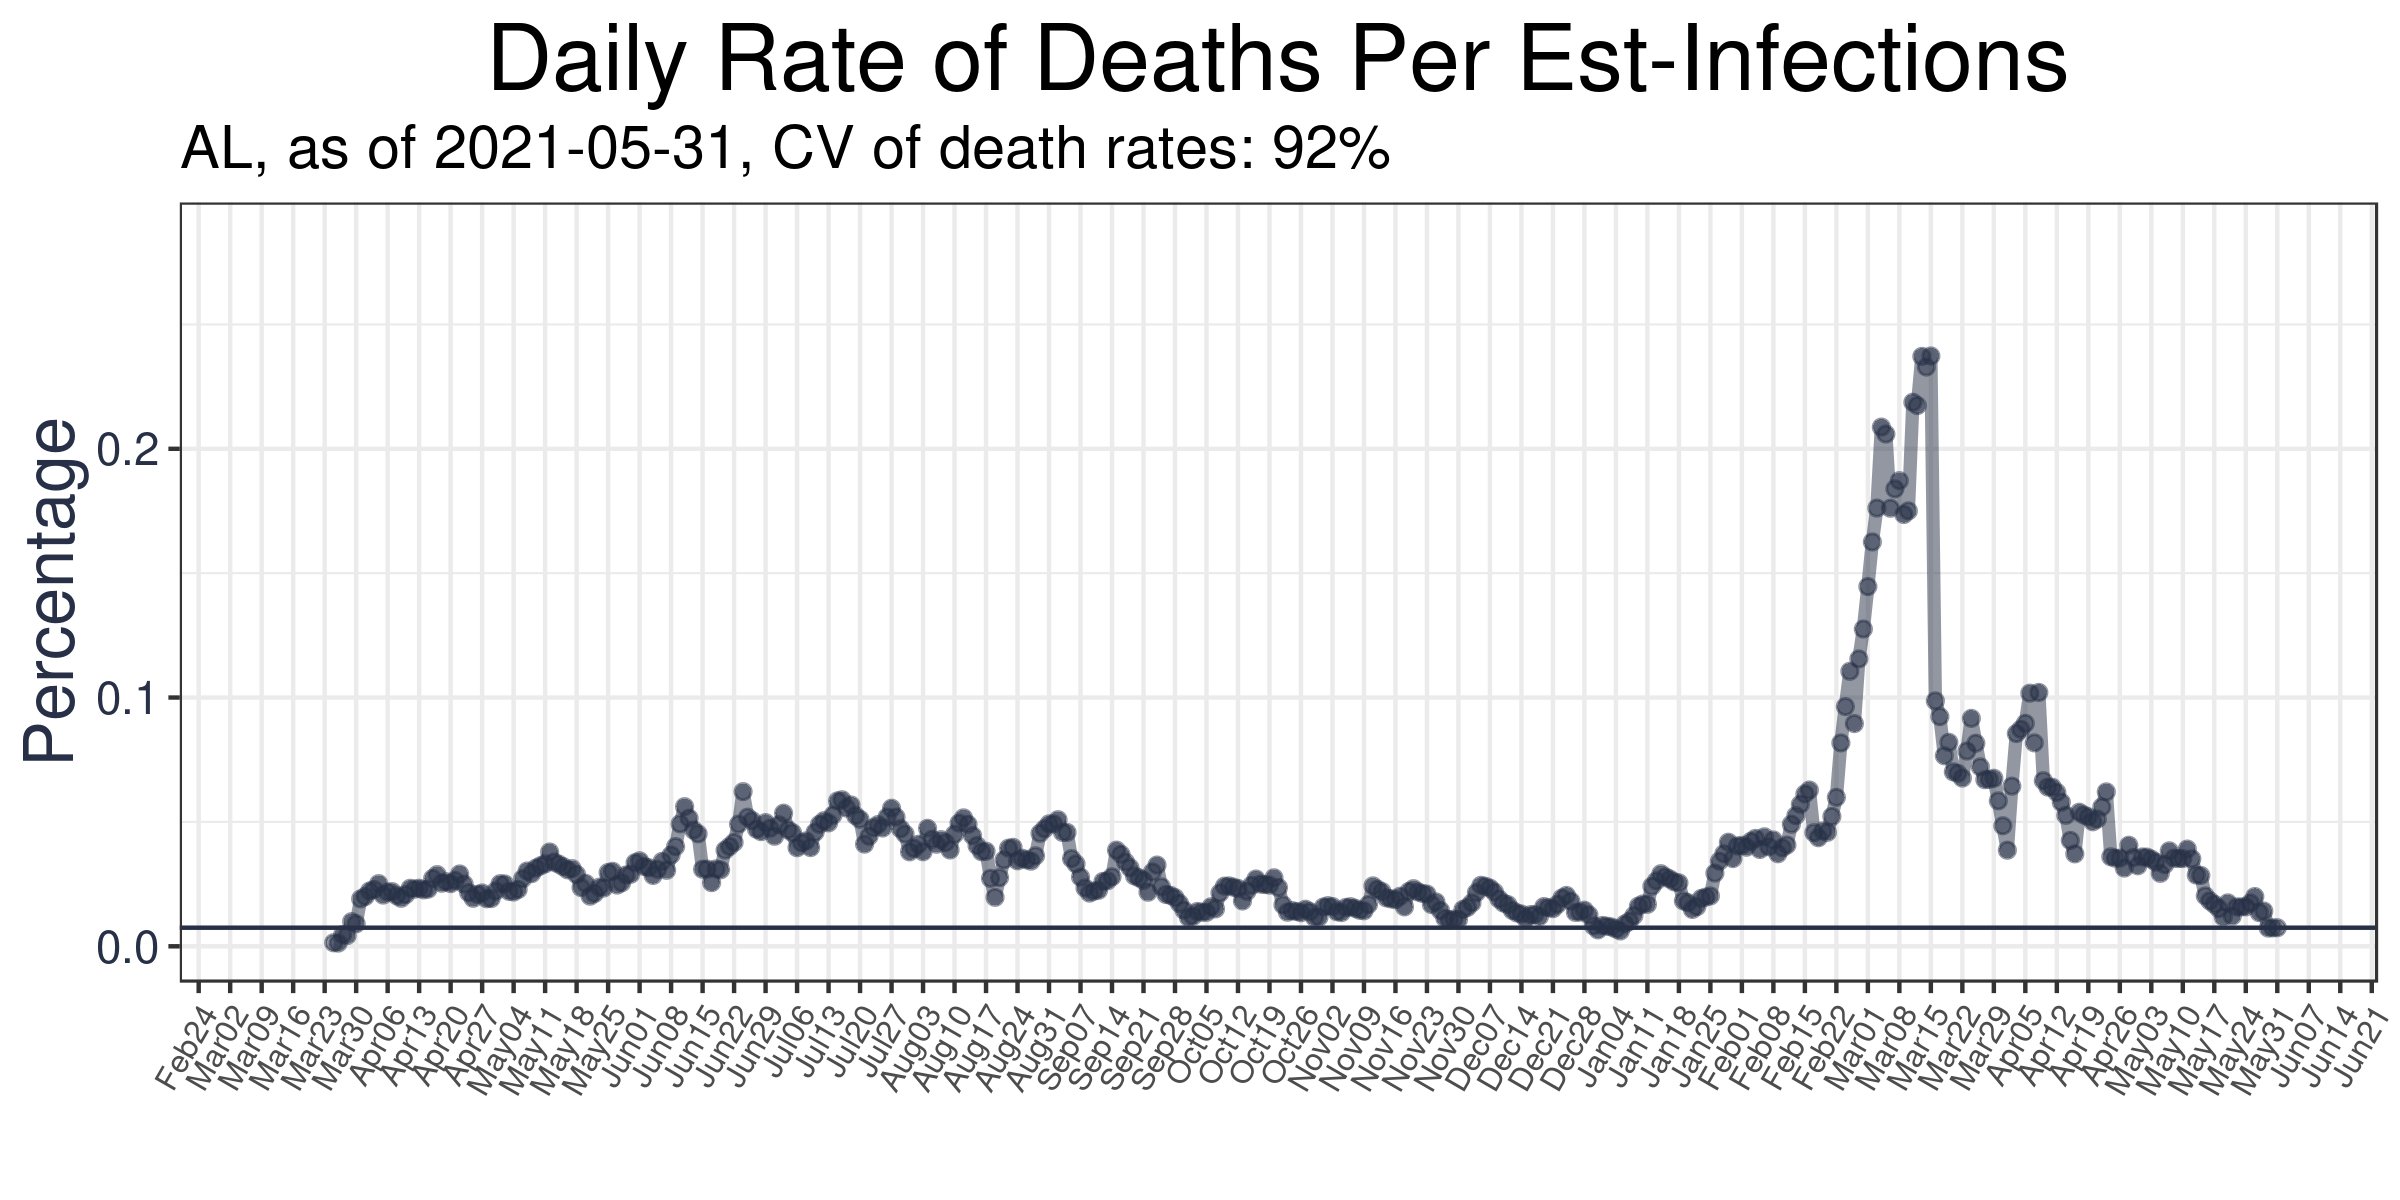 Daily Rate of Deaths Per Est-Infections
AL, as of 2021-05-31, CV of death rates: 92%
Percentage
0.2
0.1
0.0
Feb24 Mar02 Mar09 Mar16 Mar23 Mar30 Apr06 Apr13 Apr20 Apr27 May04 May11 May18 May25 Jun01 Jun08 Jun15 Jun22 Jun29 Jul06 Jul13 Jul20 Jul27 Aug03 Aug10 Aug17 Aug24 Aug31 Sep07 Sep14 Sep21 Sep28 Oct05 Oct12 Oct19 Oct26 Nov02 Nov09 Nov16 Nov23 Nov30 Dec07 Dec14 Dec21 Dec28 Jan04 Jan11 Jan18 Jan25 Feb01 Feb08 Feb15 Feb22 Mar01 Mar08 Mar15 Mar22 Mar29 Apr05 Apr12 Apr19 Apr26 May03 May10 May17 May24 May31 Jun07 Jun14 Jun21